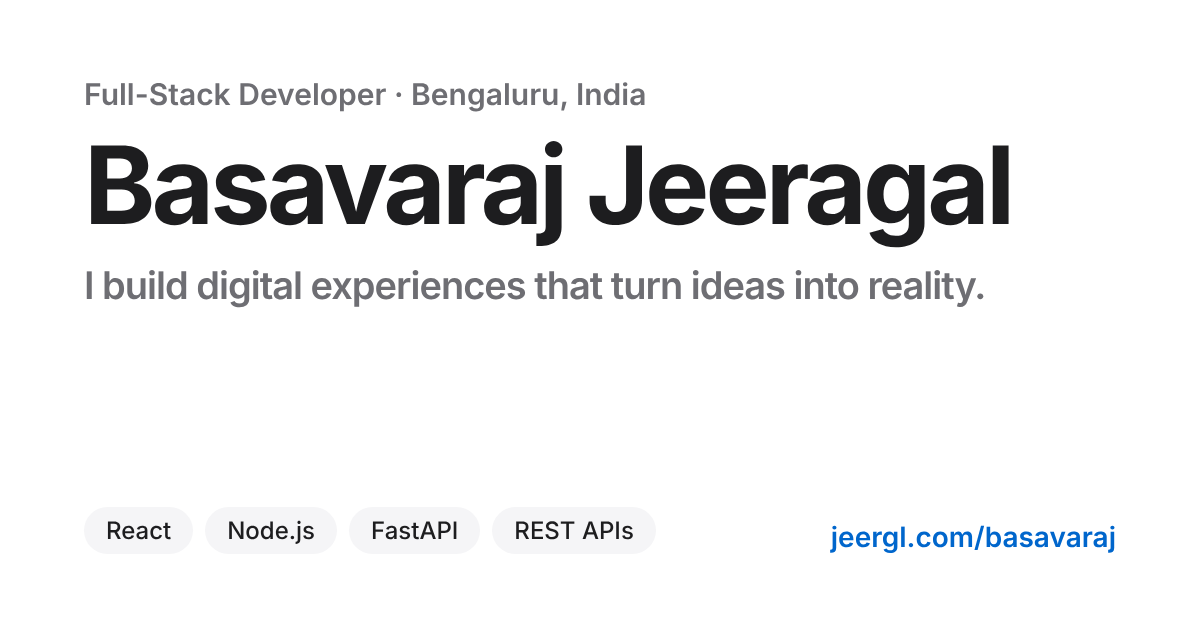 Full-Stack Developer · Bengaluru, India
Basavaraj Jeeragal
I build digital experiences that turn ideas into reality.
React Node.js FastAPI REST APIs
jeergl.com/basavaraj